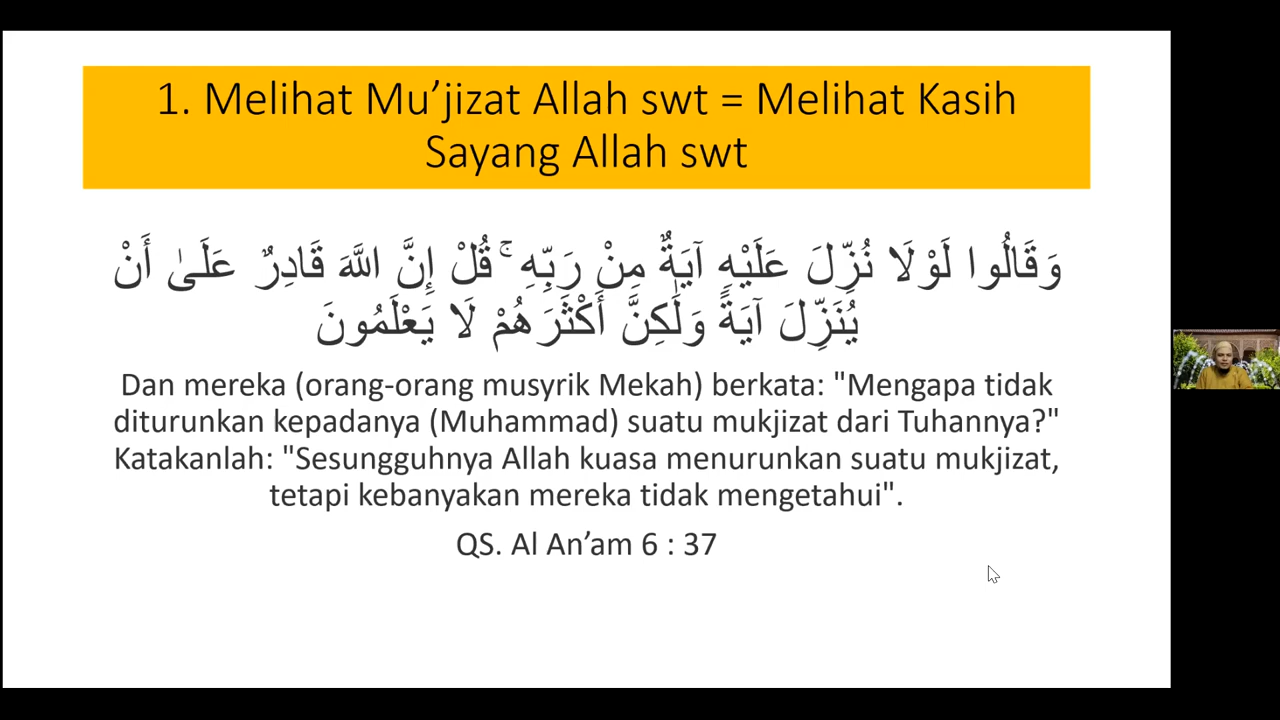 1. Melihat Mu’jizat Allah swt = Melihat Kasih
Sayang Allah swt
وَقَالُوا لَوْلَا نُزِّلَ عَلَيْهِ آيَةٌ مِنْ رَبِّهِ ۚ قُلْ إِنَّ اللَّهَ قَادِرٌ عَلَىٰ أَنْ
يُنَزِّلَ آيَةً وَلَٰكِنَّ أَكْثَرَهُمْ لَا يَعْلَمُونَ
Dan mereka (orang-orang musyrik Mekah) berkata: "Mengapa tidak
diturunkan kepadanya (Muhammad) suatu mukjizat dari Tuhannya?"
Katakanlah: "Sesungguhnya Allah kuasa menurunkan suatu mukjizat,
tetapi kebanyakan mereka tidak mengetahui".
QS. Al An’am 6 : 37